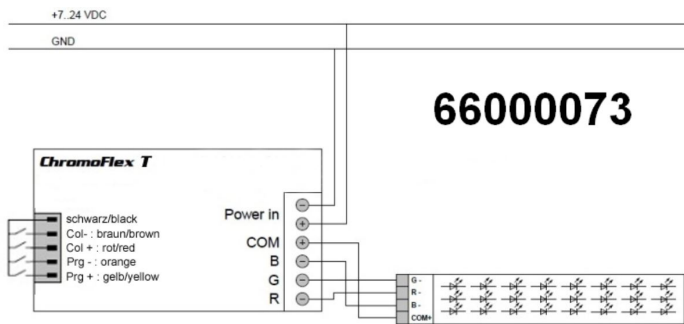 +7..24 VDC
GND
66000073
ChromoFlex T
schwarz/black
Col- : braun/brown
Col + : rot/red
Prg - : orange
Prg + : gelb/yellow
Power in
COM
B
G
R
G -
R -
B -
COM+